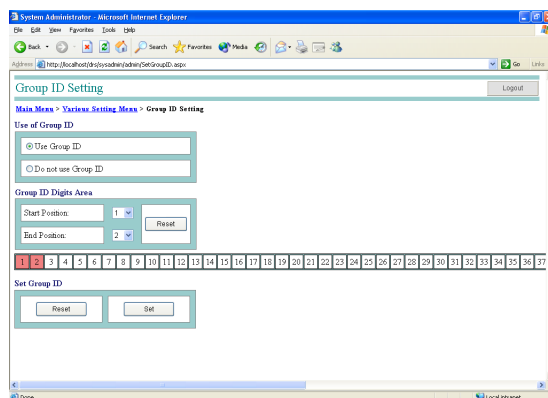 System Administrator - Microsoft Internet Explorer
File Edit View Favorites Tools Help
Back Search Favorites Media
Address http://localhost/drs/sysadmin/admin/SetGroupID.aspx Go Links
Group ID Setting Logout
Main Menu > Various Setting Menu > Group ID Setting
Use of Group ID
Use Group ID
Do not use Group ID
Group ID Digits Area
Start Position: 1
Reset
End Position: 2
1 2 3 4 5 6 7 8 9 10 11 12 13 14 15 16 17 18 19 20 21 22 23 24 25 26 27 28 29 30 31 32 33 34 35 36 37
Set Group ID
Reset Set
Done Local intranet